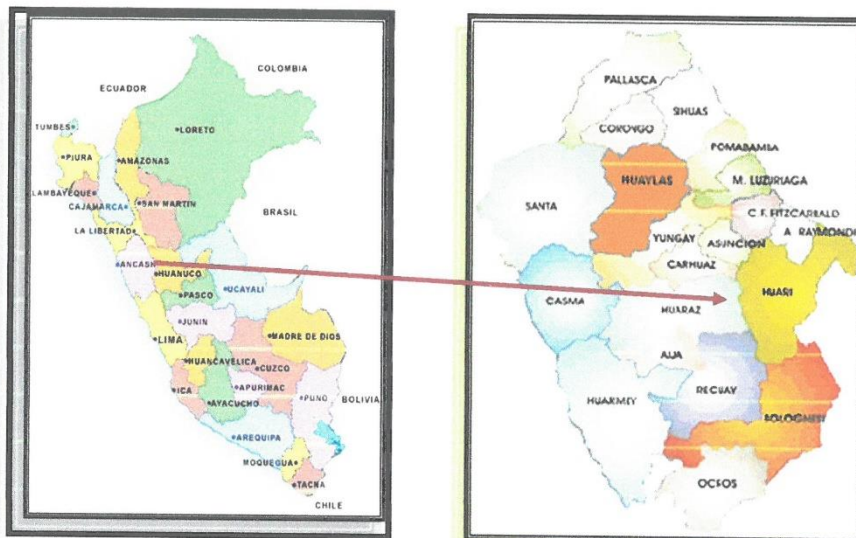 COLOMBIA
ECUADOR
TUMBES
LORETO
PIURA
AMAZONAS
LAMBAYEQUE
SAN MARTIN
CAJAMARCA
BRASIL
LA LIBERTAD
ANCASH
HUANUCO
UCAYALI
PASCO
JUNIN
LIMA
MADRE DE DIOS
HUANCAVELICA
CUZCO
ICA
APURIMAC
PUNO
BOLIVIA
AYACUCHO
AREQUIPA
MOQUEGUA
TACNA
CHILE
PALLASCA
SIHUAS
CORONGO
POMABAMBA
HUAYLAS
M. LUZURIAGA
SANTA
C. F. FITZCARRALD
A RAYMONDI
YUNGAY
ASUNCION
CARHUAZ
HUARI
CASMA
HUARAZ
AIJA
RECUAY
HUARMEY
BOLOGNESI
OCROS